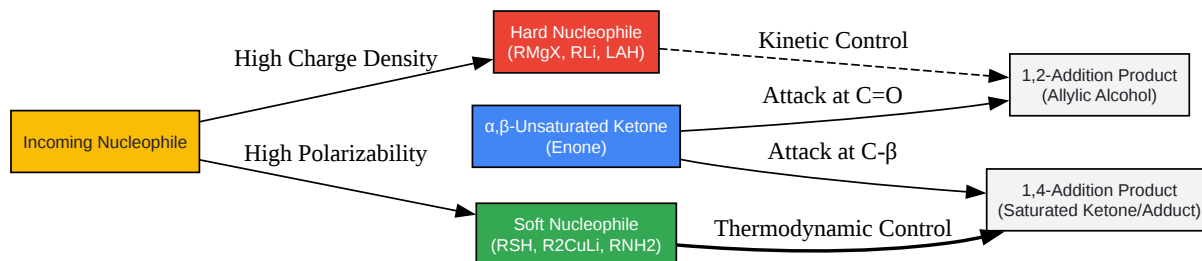 Incoming Nucleophile
High Charge Density
High Polarizability
Hard Nucleophile
(RMgX, RLi, LAH)
α,β-Unsaturated Ketone
(Enone)
Soft Nucleophile
(RSH, R2CuLi, RNH2)
Kinetic Control
Attack at C=O
Attack at C-β
Thermodynamic Control
1,2-Addition Product
(Allylic Alcohol)
1,4-Addition Product
(Saturated Ketone/Adduct)